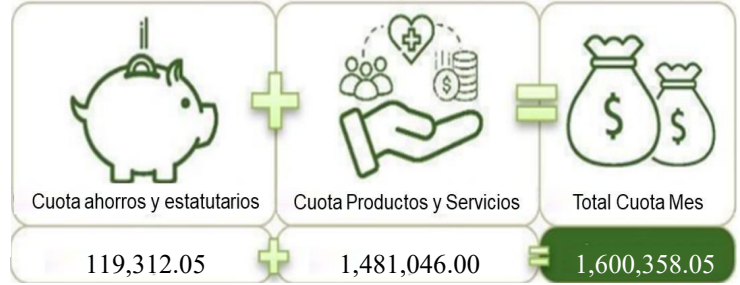 Cuota ahorros y estatutarios
Cuota Productos y Servicios
Total Cuota Mes
119,312.05
1,481,046.00
1,600,358.05